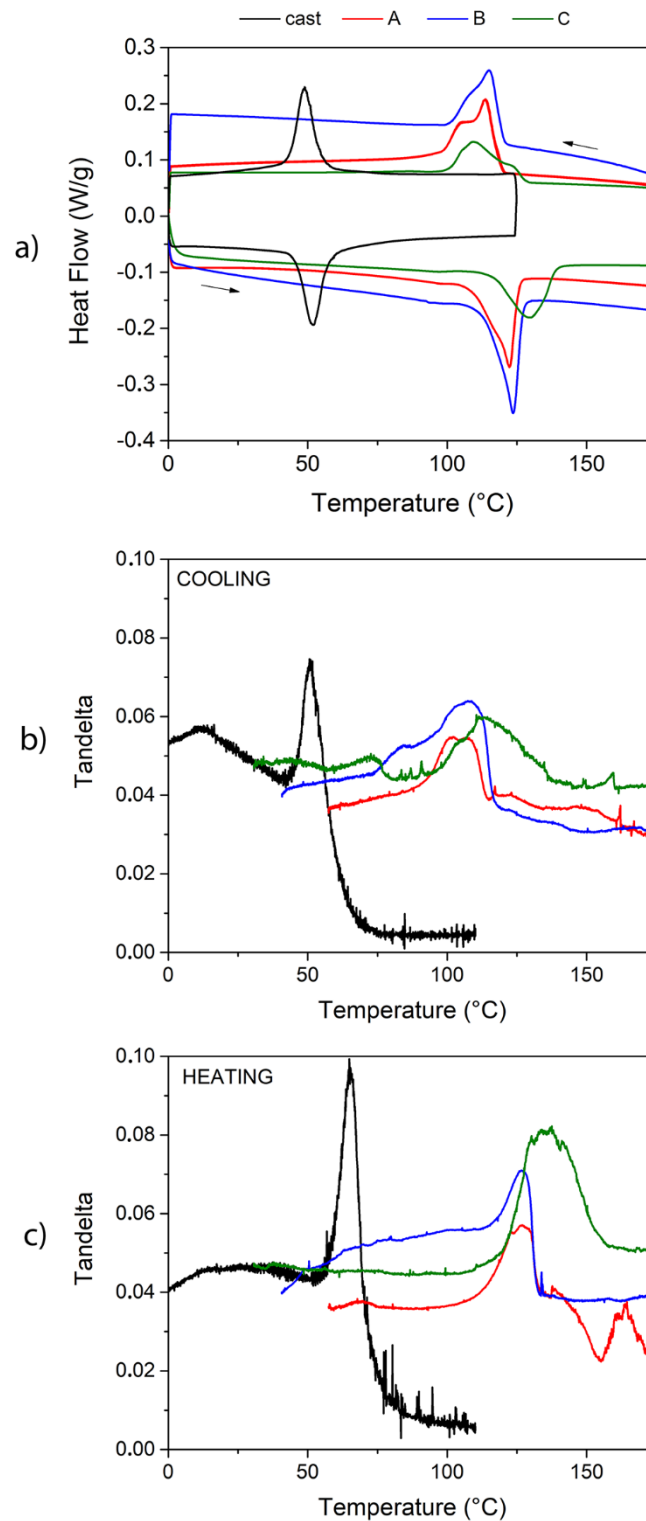 cast A B C
a)
Heat Flow (W/g)
0.3
0.2
0.1
0.0
-0.1
-0.2
-0.3
-0.4
0 50 100 150
Temperature (°C)
b)
COOLING
Tandelta
0.10
0.08
0.06
0.04
0.02
0.00
0 50 100 150
Temperature (°C)
c)
HEATING
Tandelta
0.10
0.08
0.06
0.04
0.02
0.00
0 50 100 150
Temperature (°C)